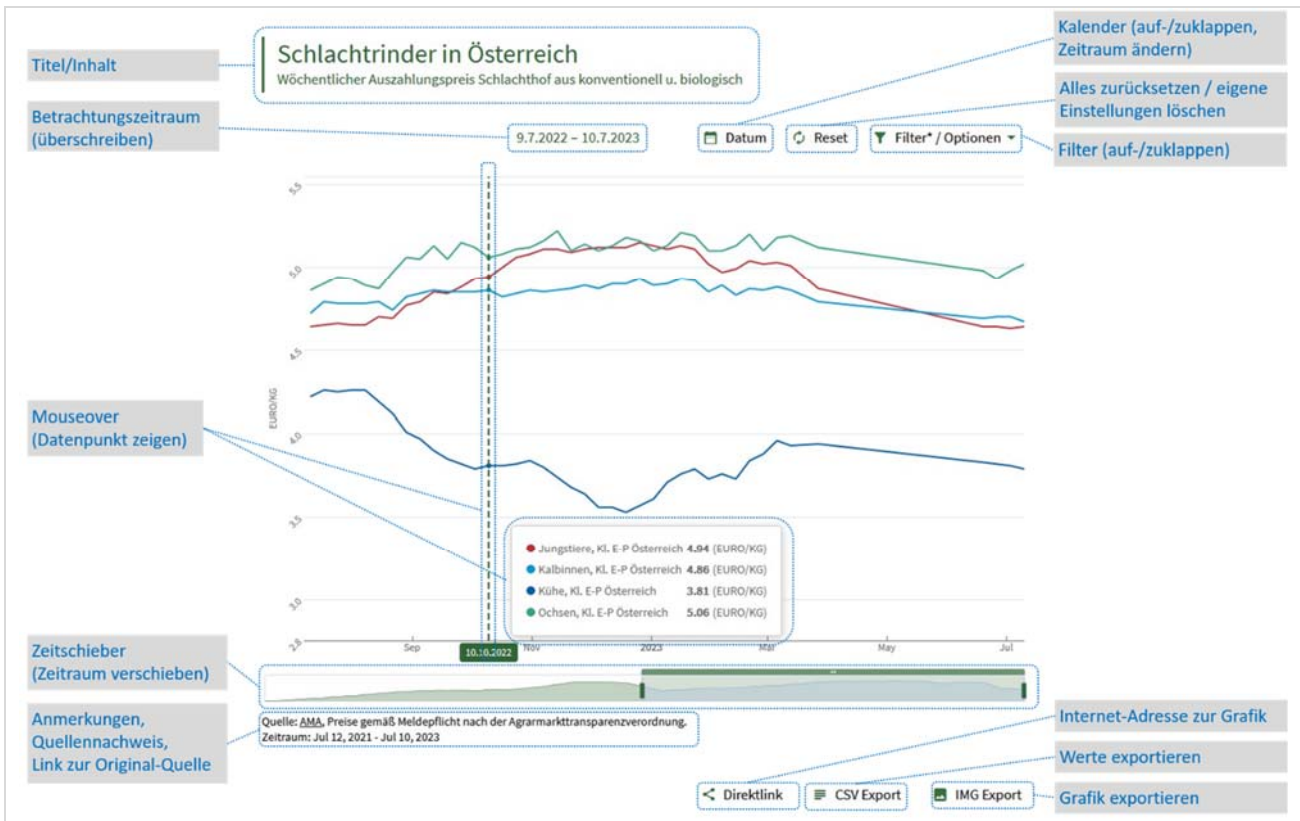 Titel/Inhalt
Schlachtrinder in Österreich
Wöchentlicher Auszahlungspreis Schlachthof aus konventionell u. biologisch
Kalender (auf-/zuklappen,
Zeitraum ändern)
Alles zurücksetzen / eigene
Einstellungen löschen
Betrachtungszeitraum
(überschreiben)
9.7.2022 – 10.7.2023
Datum
Reset
Filter* / Optionen
Filter (auf-/zuklappen)
5,5
5,0
4,5
EURO/KG
4,0
3,5
3,0
2,8
Mouseover
(Datenpunkt zeigen)
Jungstiere, Kl. E-P Österreich 4.94 (EURO/KG)
Kalbinnen, Kl. E-P Österreich 4.86 (EURO/KG)
Kühe, Kl. E-P Österreich 3.81 (EURO/KG)
Ochsen, Kl. E-P Österreich 5.06 (EURO/KG)
Sep
10.10.2022
Nov
2023
Mär
May
Jul
Zeitschieber
(Zeitraum verschieben)
Anmerkungen,
Quellennachweis,
Link zur Original-Quelle
Quelle: AMA, Preise gemäß Meldepflicht nach der Agrarmarkttransparenzverordnung.
Zeitraum: Jul 12, 2021 - Jul 10, 2023
Internet-Adresse zur Grafik
Werte exportieren
Direktlink
CSV Export
IMG Export
Grafik exportieren